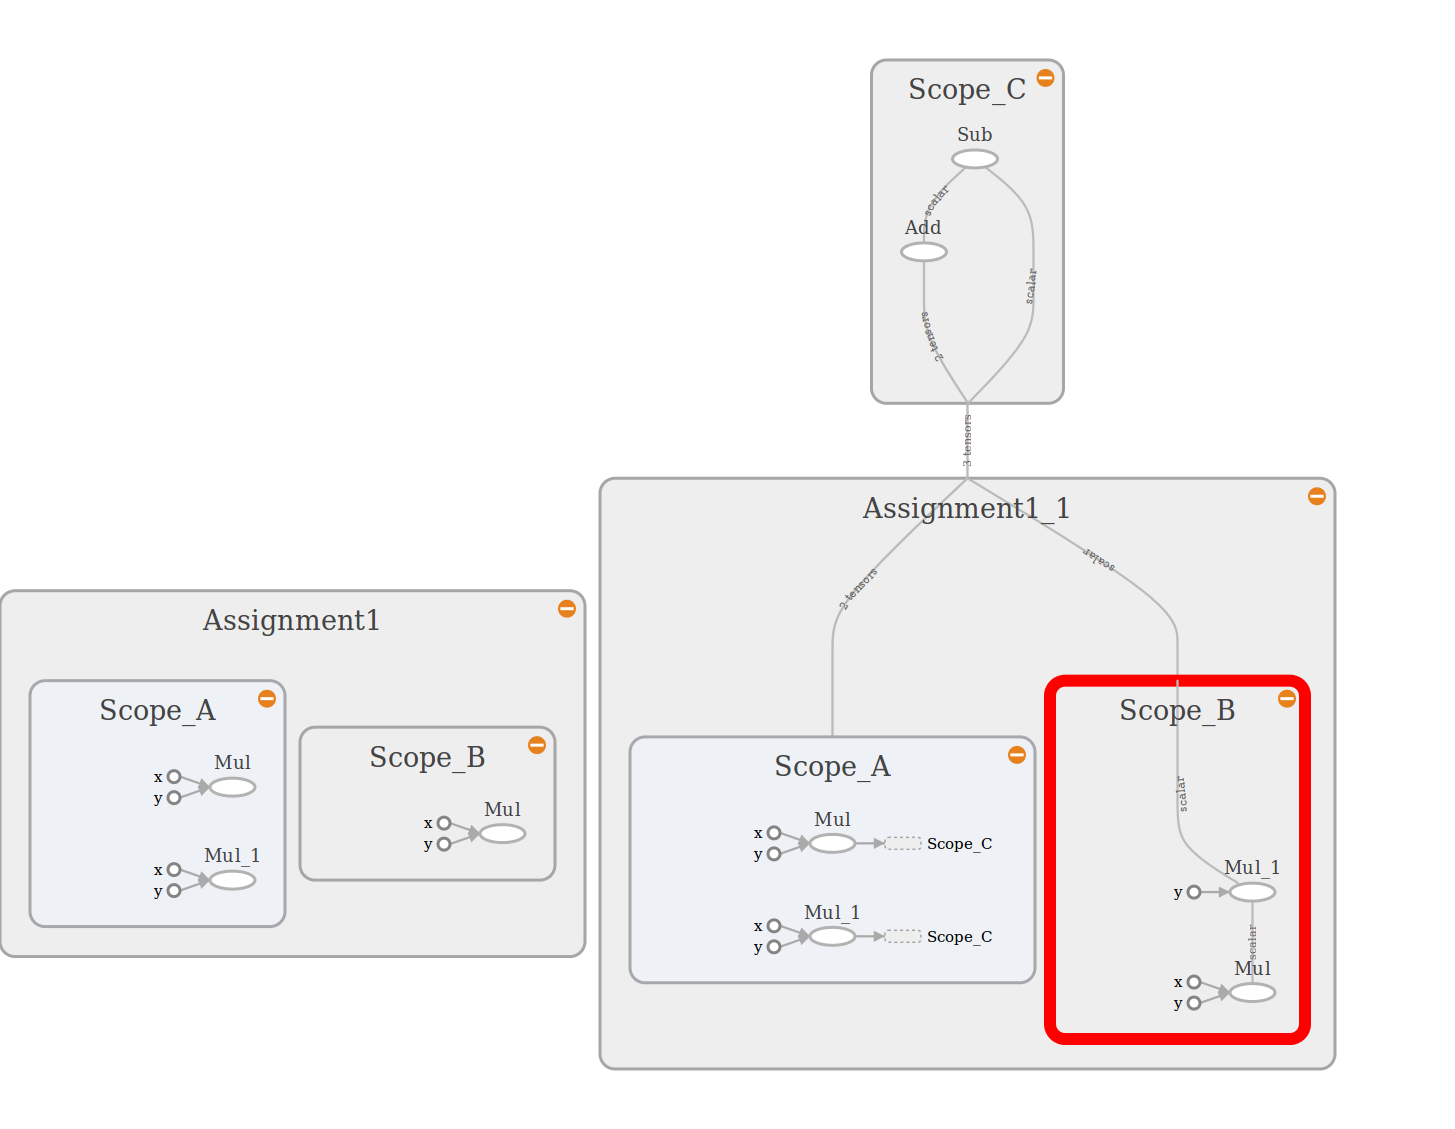 Scope_C
Sub
scalar
Add
scalar
2 tensors
3 tensors
Assignment1_1
scalar
2 tensors
Assignment1
Scope_A
Mul
x
y
Mul_1
x
y
Scope_B
Mul
x
y
Scope_A
Mul
x
y
Scope_C
Mul_1
x
y
Scope_C
Scope_B
scalar
Mul_1
y
scalar
Mul
x
y